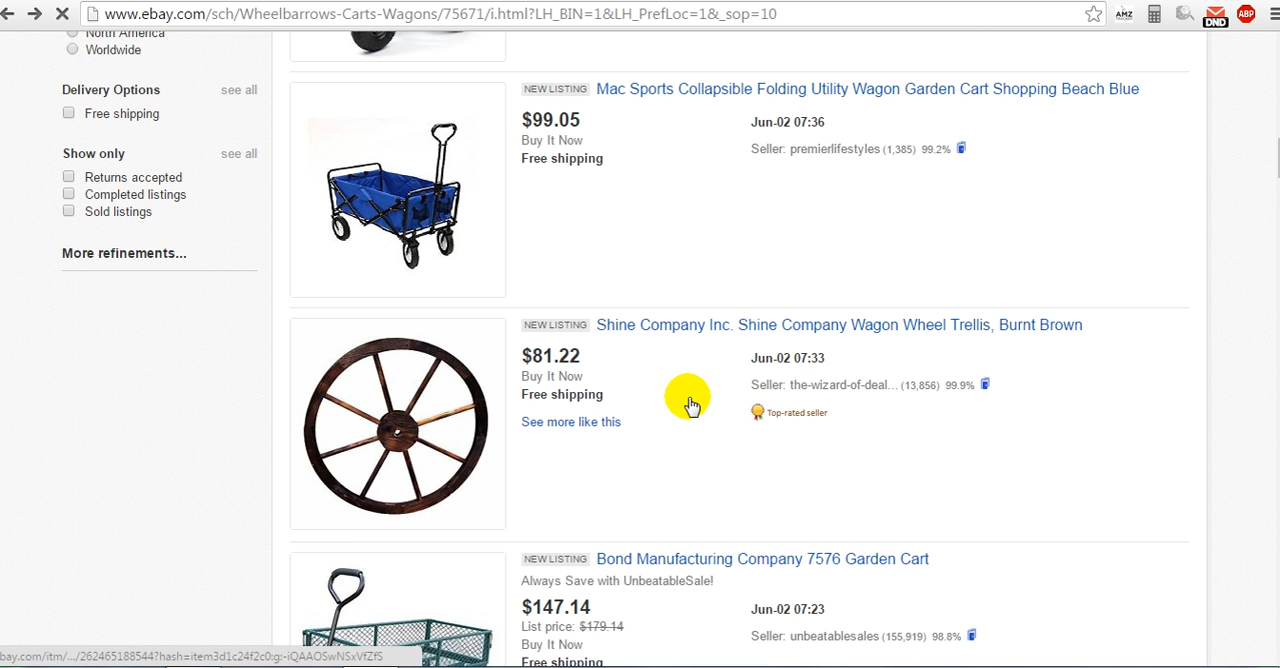 www.ebay.com/sch/Wheelbarrows-Carts-Wagons/75671/i.html?LH_BIN=1&LH_PrefLoc=1&_sop=10
AMZ
DND
ABP
North America
Worldwide
Delivery Options see all
Free shipping
Show only see all
Returns accepted
Completed listings
Sold listings
More refinements...
NEW LISTING Mac Sports Collapsible Folding Utility Wagon Garden Cart Shopping Beach Blue
$99.05
Buy It Now
Free shipping
Jun-02 07:36
Seller: premierlifestyles (1,385) 99.2%
NEW LISTING Shine Company Inc. Shine Company Wagon Wheel Trellis, Burnt Brown
$81.22
Buy It Now
Free shipping
See more like this
Jun-02 07:33
Seller: the-wizard-of-deal... (13,856) 99.9%
Top-rated seller
NEW LISTING Bond Manufacturing Company 7576 Garden Cart
Always Save with UnbeatableSale!
$147.14
List price: $179.14
Buy It Now
Free shipping
Jun-02 07:23
Seller: unbeatablesales (155,919) 98.8%